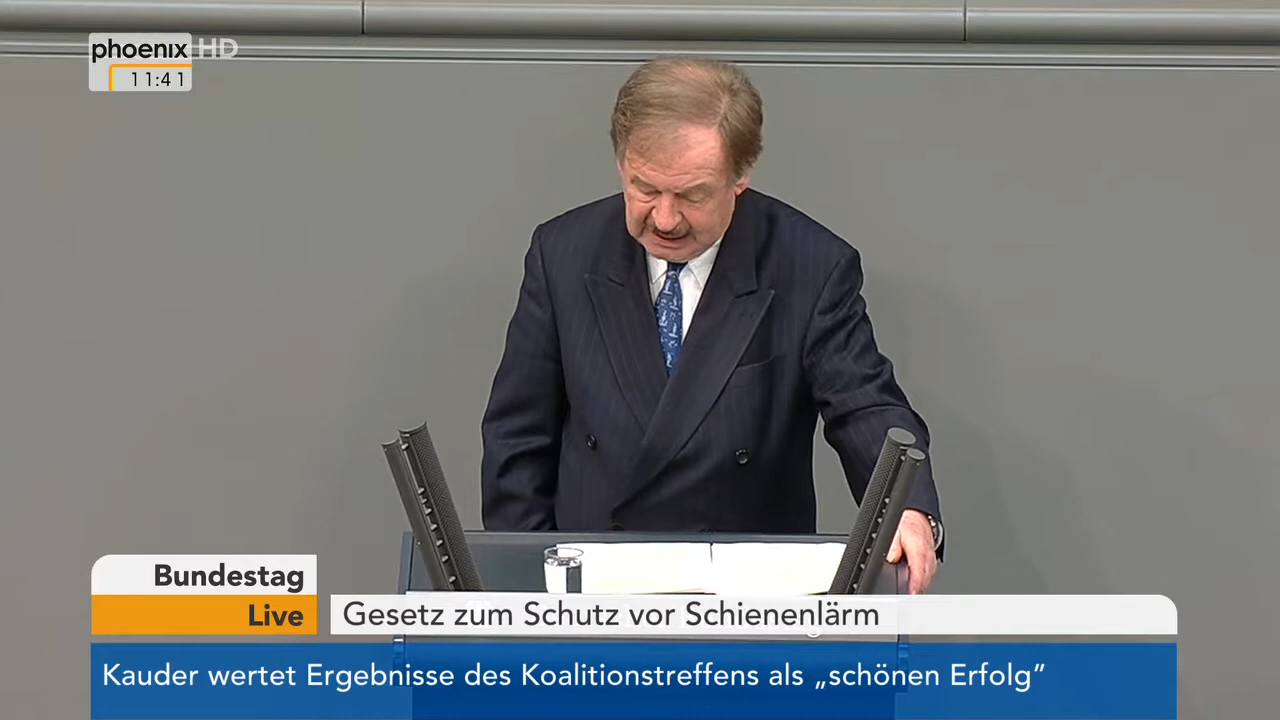 phoenix HD
11:41
Bundestag
Live
Gesetz zum Schutz vor Schienenlärm
Kauder wertet Ergebnisse des Koalitionstreffens als „schönen Erfolg”